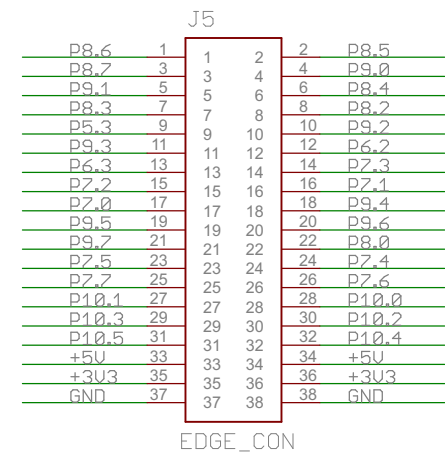 J5
P8.6 1 1 2 2 P8.5
P8.7 3 3 4 4 P9.0
P9.1 5 5 6 6 P8.4
P8.3 7 7 8 8 P8.2
P5.3 9 9 10 10 P9.2
P9.3 11 11 12 12 P6.2
P6.3 13 13 14 14 P7.3
P7.2 15 15 16 16 P7.1
P7.0 17 17 18 18 P9.4
P9.5 19 19 20 20 P9.6
P9.7 21 21 22 22 P8.0
P7.5 23 23 24 24 P7.4
P7.7 25 25 26 26 P7.6
P10.1 27 27 28 28 P10.0
P10.3 29 29 30 30 P10.2
P10.5 31 31 32 32 P10.4
+5V 33 33 34 34 +5V
+3V3 35 35 36 36 +3V3
GND 37 37 38 38 GND
EDGE_CON